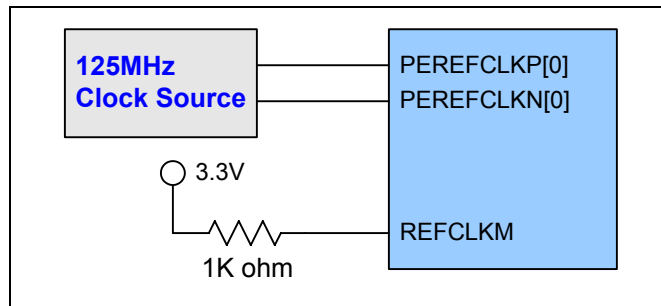 125MHz
Clock Source
PEREFCLKP[0]
PEREFCLKN[0]
3.3V
REFCLKM
1K ohm